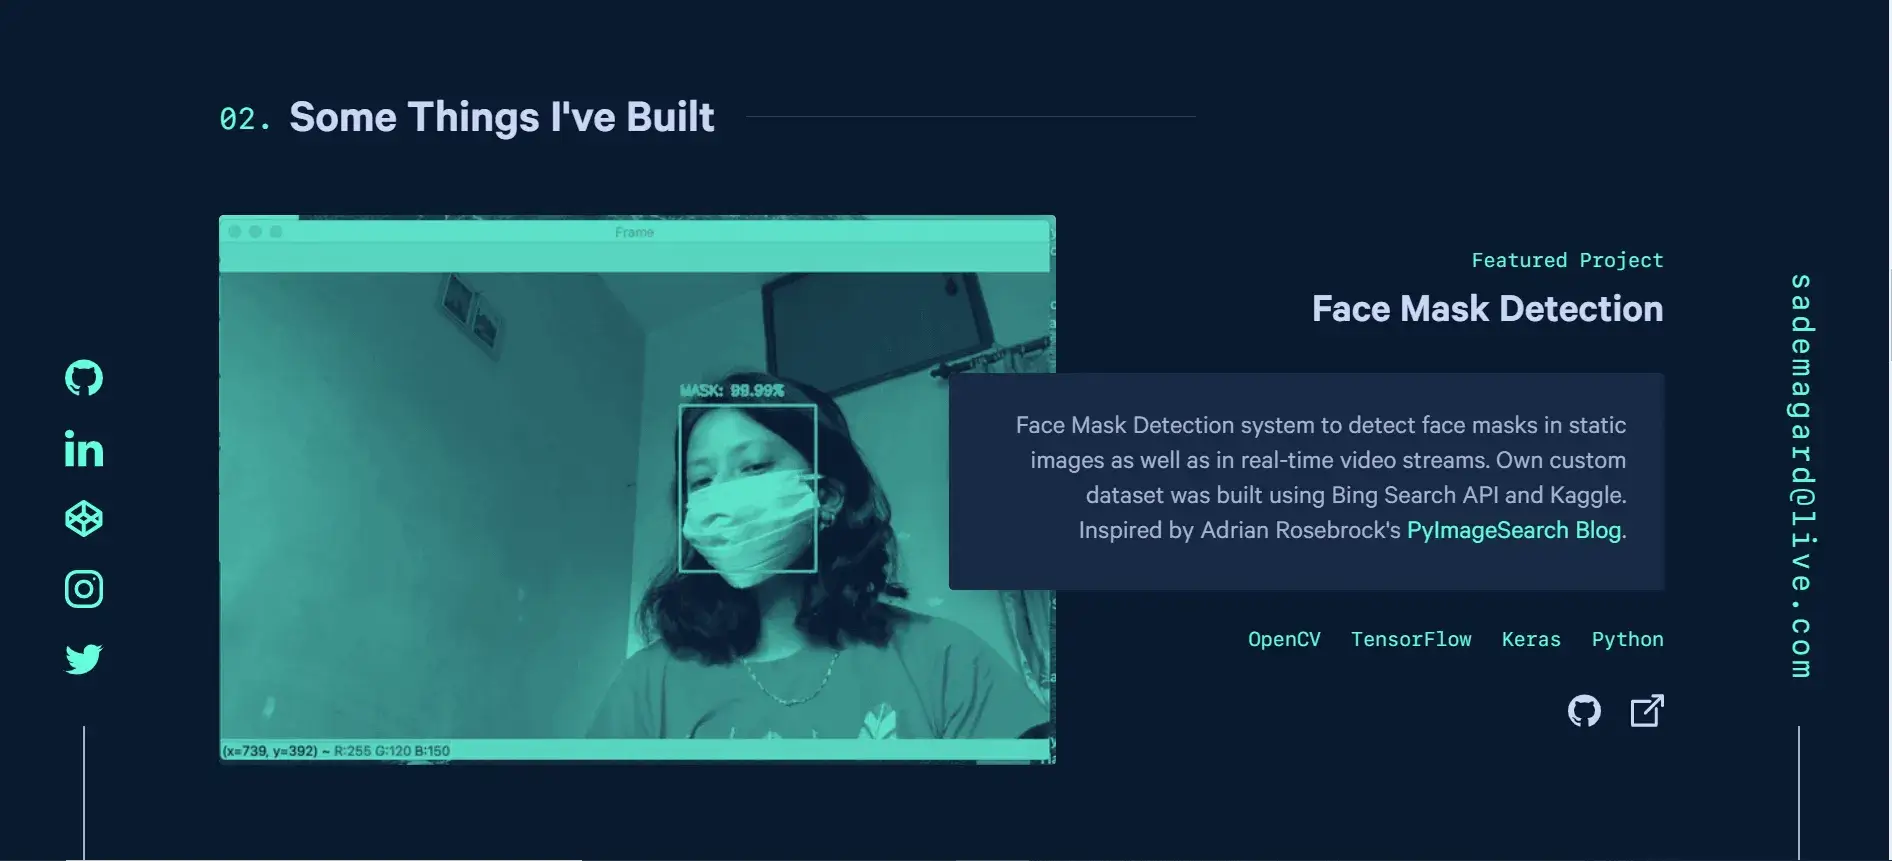 02. Some Things I've Built
Frame
MASK: 99.99%
(x=739, y=392) ~ R:255 G:120 B:150
Featured Project
Face Mask Detection
Face Mask Detection system to detect face masks in static
images as well as in real-time video streams. Own custom
dataset was built using Bing Search API and Kaggle.
Inspired by Adrian Rosebrock's PyImageSearch Blog.
OpenCV TensorFlow Keras Python
sademaggard@live.com